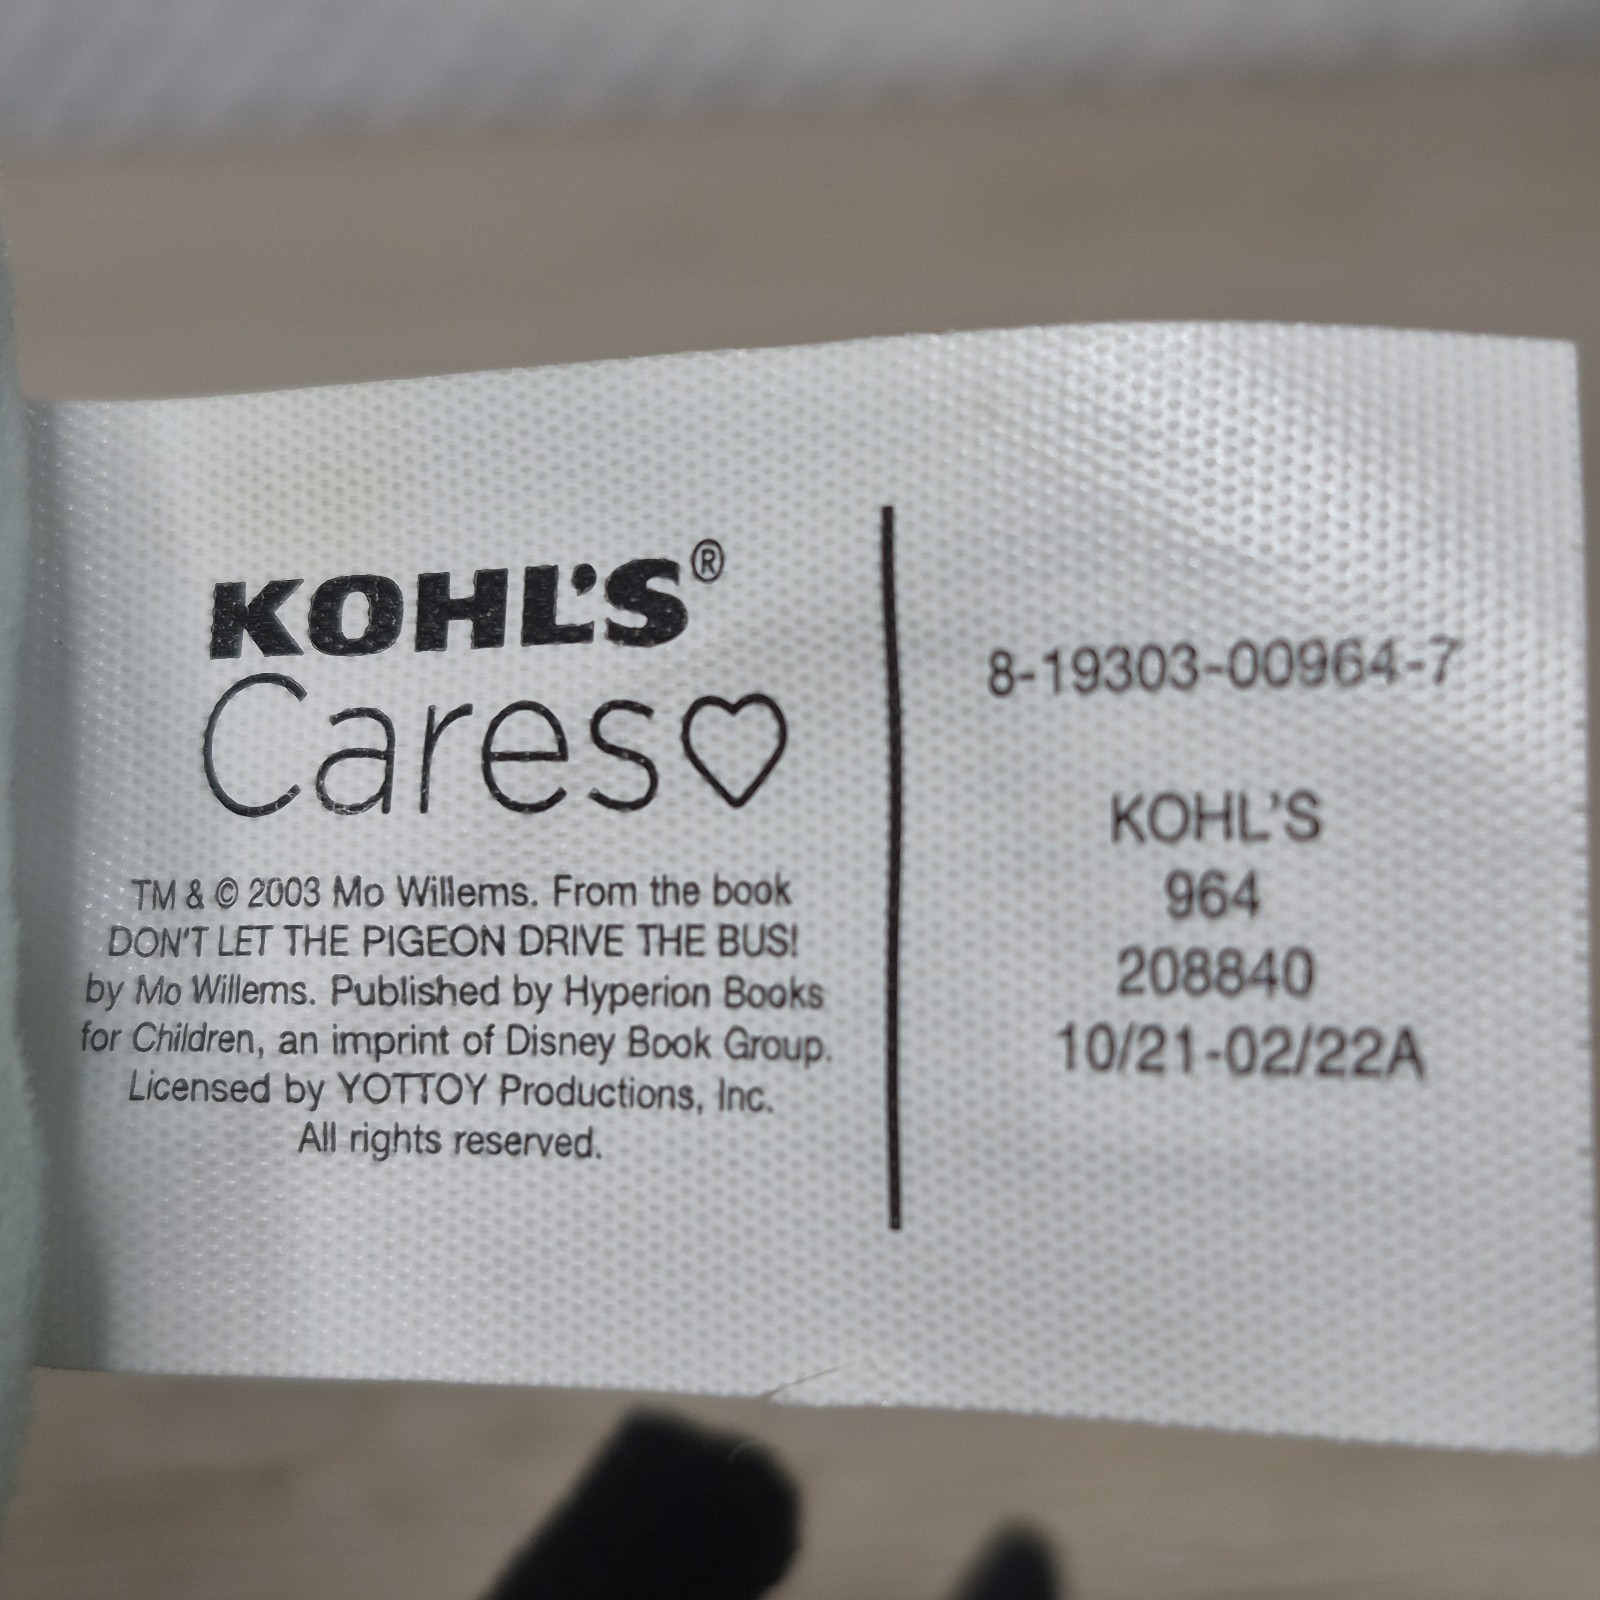 KOHL'S®
Cares♡
TM & © 2003 Mo Willems. From the book
DON'T LET THE PIGEON DRIVE THE BUS!
by Mo Willems. Published by Hyperion Books
for Children, an imprint of Disney Book Group.
Licensed by YOTTOY Productions, Inc.
All rights reserved.
8-19303-00964-7
KOHL'S
964
208840
10/21-02/22A